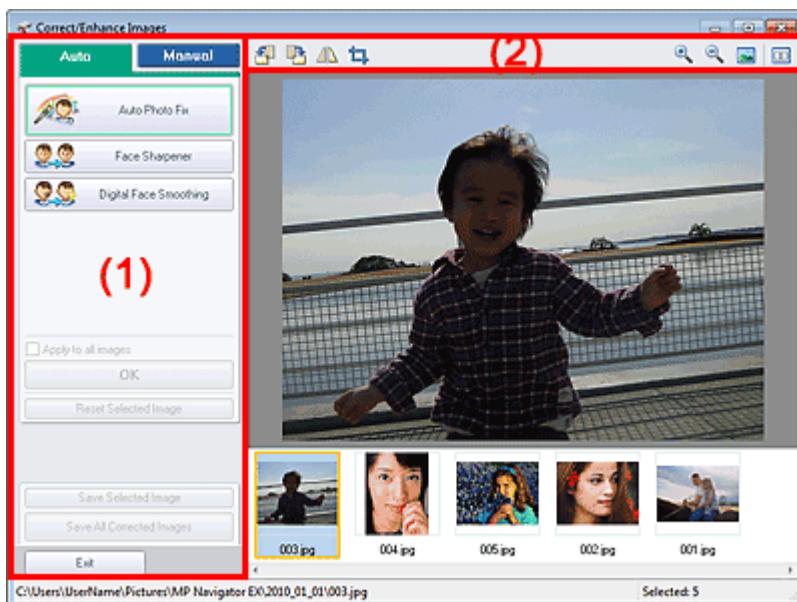 Correct/Enhance Images
Auto Manual
(2)
Auto Photo Fix
Face Sharpener
Digital Face Smoothing
(1)
Apply to all images
OK
Reset Selected Image
Save Selected Image
Save All Corrected Images
003.jpg 004.jpg 005.jpg 002.jpg 001.jpg
Exit
C:\Users\UserName\Pictures\MP Navigator EX\2010_01_01\003.jpg Selected: 5